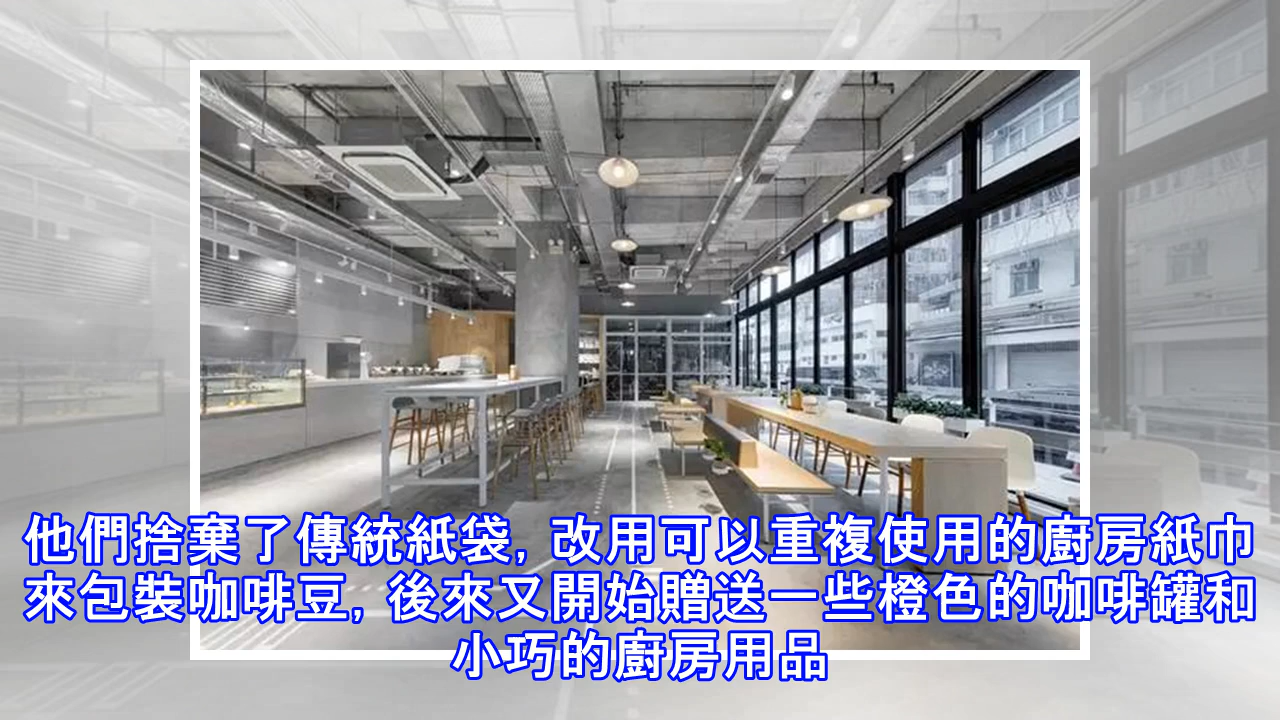 他們捨棄了傳統紙袋, 改用可以重複使用的廚房紙巾
來包裝咖啡豆, 後來又開始贈送一些橙色的咖啡罐和
小巧的廚房用品